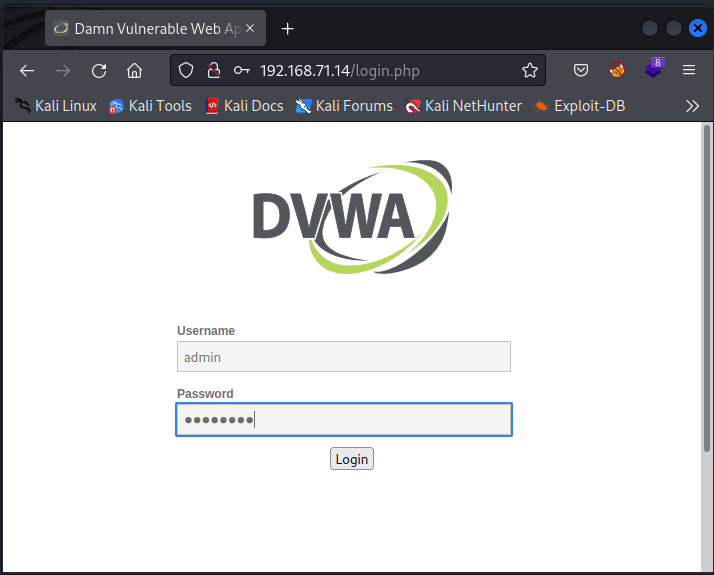 Damn Vulnerable Web Ap
8
192.168.71.14/login.php
Kali Linux Kali Tools Kali Docs Kali Forums Kali NetHunter Exploit-DB
DVWA
Username
admin
Password
Login